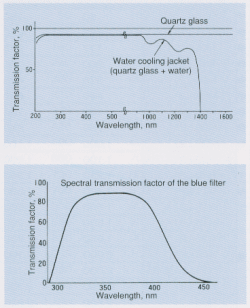 Quartz glass
100
50
Transmission factor, %
Water cooling jacket
(quartz glass + water)
200 300 400 500 1000 1200 1400 1600
Wavelength, nm
Spectral transmission factor of the blue filter
100
80
60
40
20
0
Transmission factor, %
300 350 400 450
Wavelength, nm